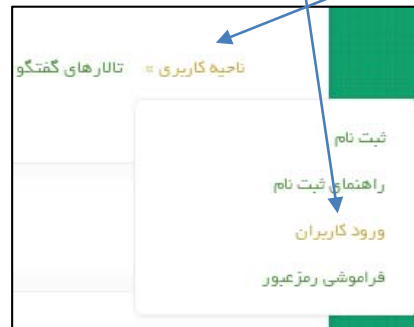 ناحیه کاربری » تالارهای گفتگو
ثبت نام
راهنمای ثبت نام
ورود کاربران
فراموشی رمزعبور